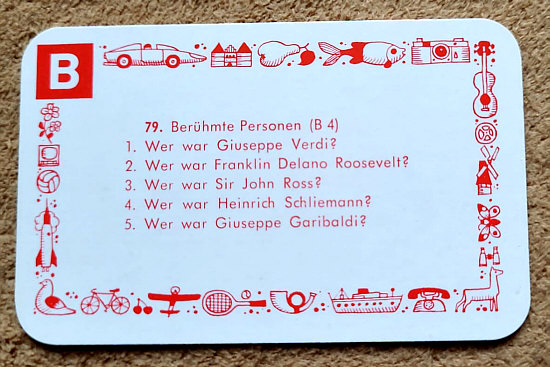 B
79. Berühmte Personen (B 4)
1. Wer war Giuseppe Verdi?
2. Wer war Franklin Delano Roosevelt?
3. Wer war Sir John Ross?
4. Wer war Heinrich Schliemann?
5. Wer war Giuseppe Garibaldi?